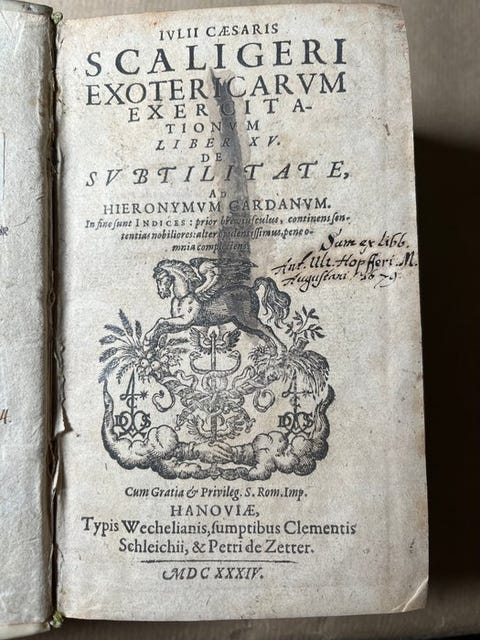 IVLII CÆSARIS
SCALIGERI
EXOTERICARVM
EXERCITA-
TIONVM
LIBER XV.
DE
SVBTILITATE,
AD
HIERONYMVM CARDANVM.
In fine sunt INDICES: prior breviusculus, continens sen-
tentias nobiliores: alter opulentissimus, pene o-
mnia complectens.
Sum ex libb.
Ant. Ulr. Hopfferi M.
Augustani 1679.
Cum Gratia & Privileg. S. Rom. Imp.
HANOVIÆ,
Typis Wechelianis, sumptibus Clementis
Schleichii, & Petri de Zetter.
MDC XXXIV.